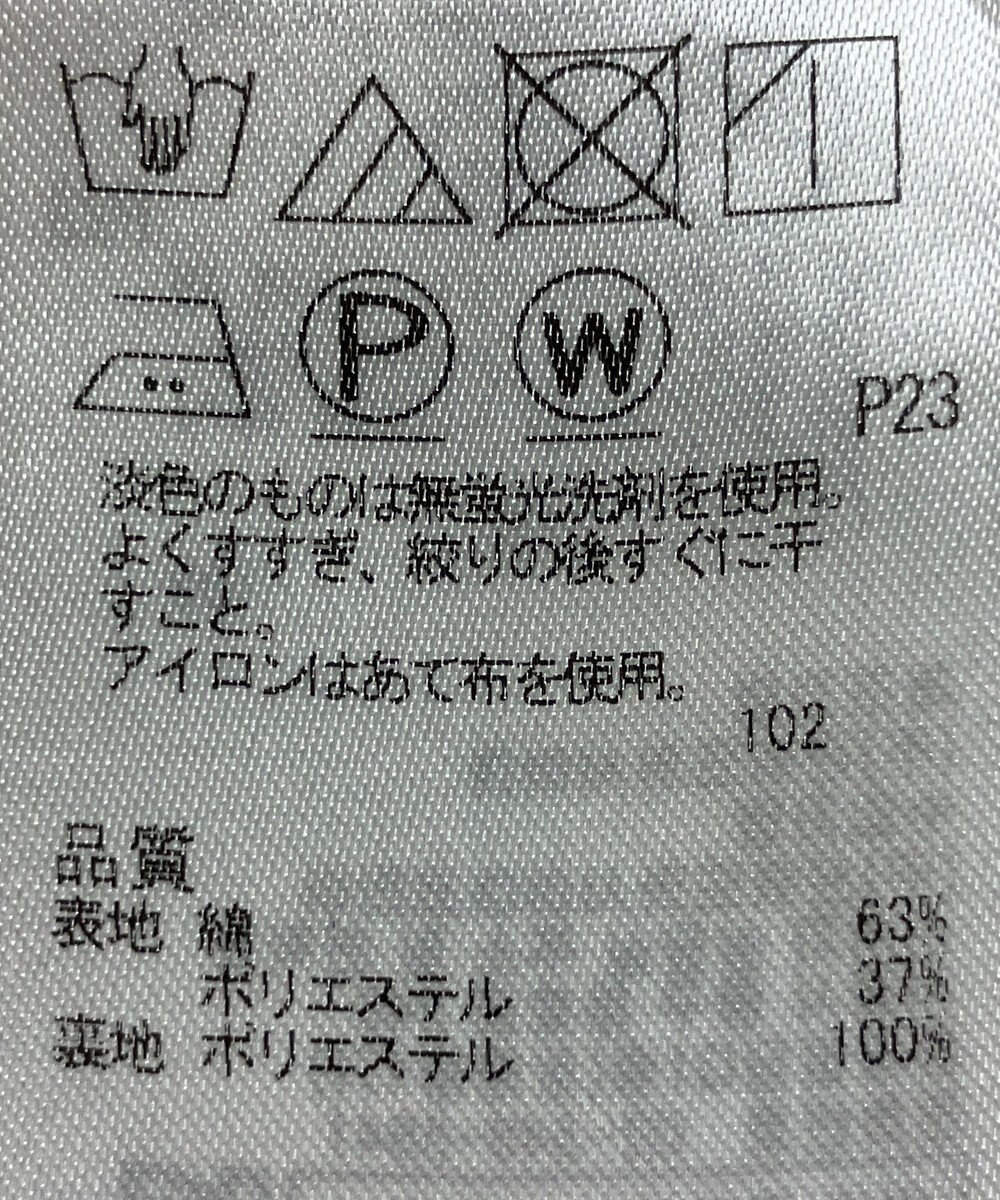 P W
P23
淡色のものは無蛍光洗剤を使用。
よくすすぎ、絞りの後すぐに干
すこと。
アイロンはあて布を使用。
102
品質
表地 綿 63%
ポリエステル 37%
裏地 ポリエステル 100%